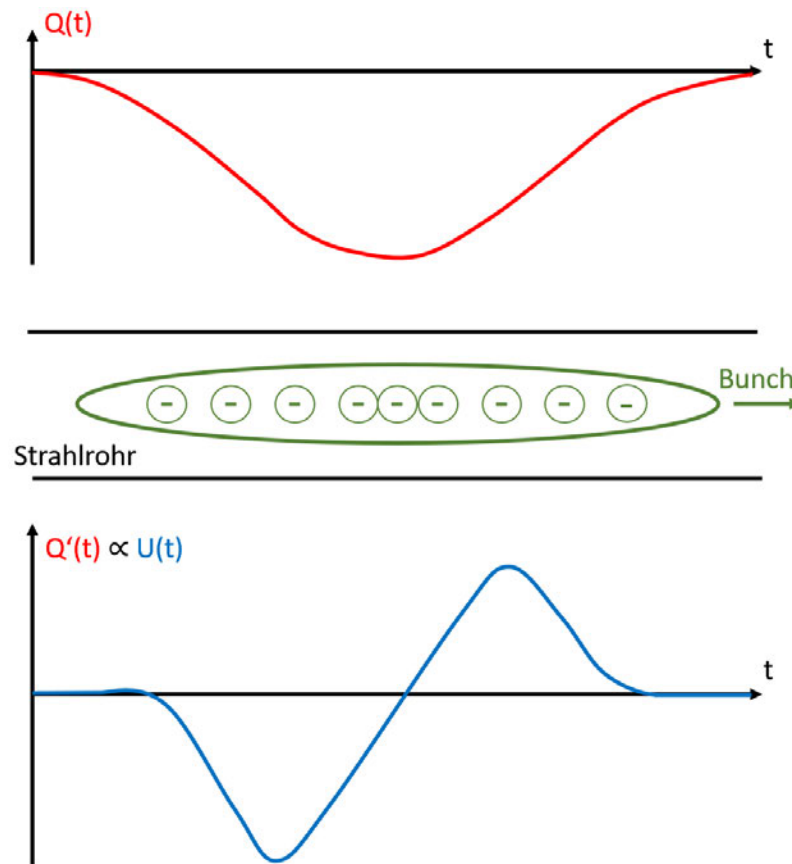 Q(t)
t
- - - - - - - - -
Bunch
Strahlrohr
Q‘(t) ∝ U(t)
t